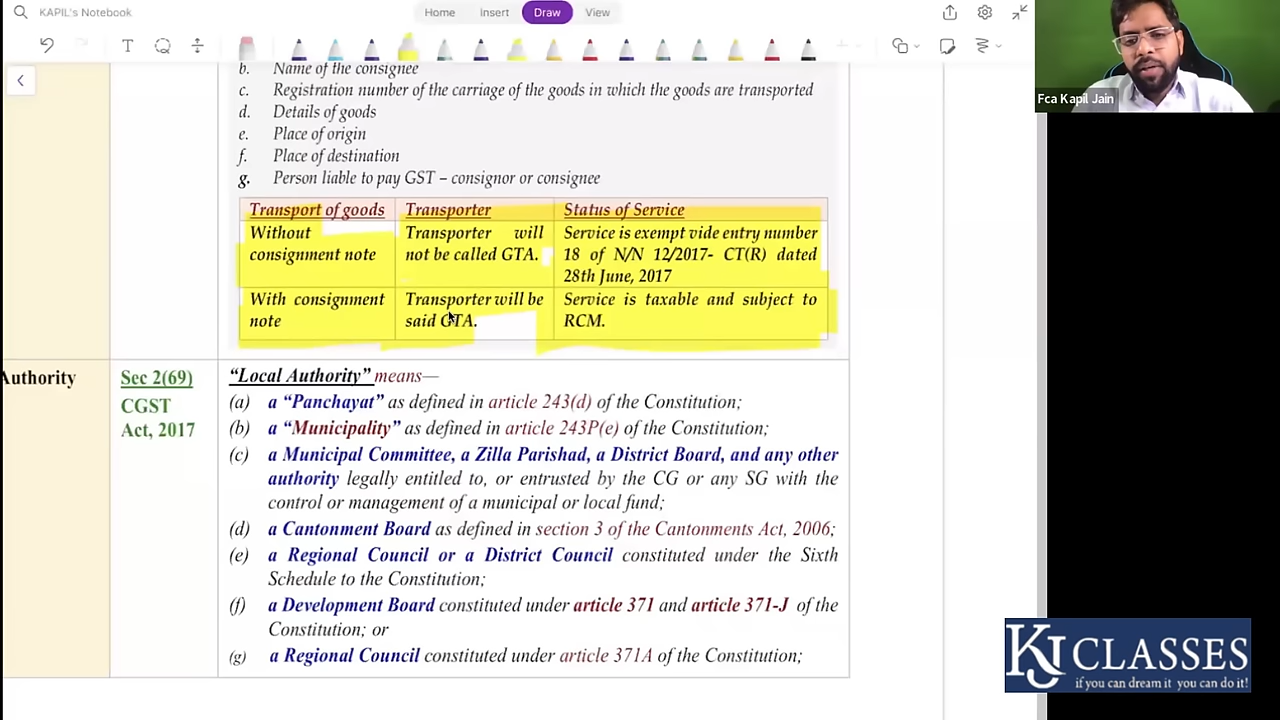 KAPIL's Notebook
Home Insert Draw View
Fca Kapil Jain
b. Name of the consignee
c. Registration number of the carriage of the goods in which the goods are transported
d. Details of goods
e. Place of origin
f. Place of destination
g. Person liable to pay GST – consignor or consignee
Transport of goods Transporter Status of Service
Without Transporter will Service is exempt vide entry number
consignment note not be called GTA. 18 of N/N 12/2017- CT(R) dated
28th June, 2017
With consignment Transporter will be Service is taxable and subject to
note said GTA. RCM.
Authority Sec 2(69) “Local Authority” means—
CGST (a) a “Panchayat” as defined in article 243(d) of the Constitution;
Act, 2017 (b) a “Municipality” as defined in article 243P(e) of the Constitution;
(c) a Municipal Committee, a Zilla Parishad, a District Board, and any other
authority legally entitled to, or entrusted by the CG or any SG with the
control or management of a municipal or local fund;
(d) a Cantonment Board as defined in section 3 of the Cantonments Act, 2006;
(e) a Regional Council or a District Council constituted under the Sixth
Schedule to the Constitution;
(f) a Development Board constituted under article 371 and article 371-J of the
Constitution; or
(g) a Regional Council constituted under article 371A of the Constitution;
KJ CLASSES
if you can dream it you can do it!